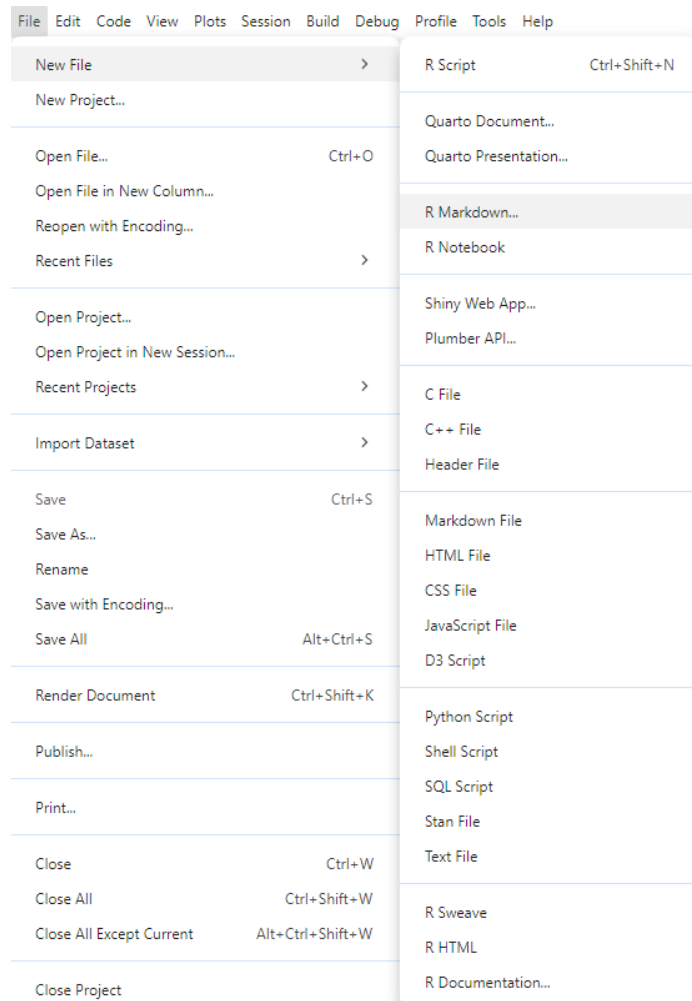 File Edit Code View Plots Session Build Debug Profile Tools Help
New File
New Project...
Open File... Ctrl+O
Open File in New Column...
Reopen with Encoding...
Recent Files
Open Project...
Open Project in New Session...
Recent Projects
Import Dataset
Save Ctrl+S
Save As...
Rename
Save with Encoding...
Save All Alt+Ctrl+S
Render Document Ctrl+Shift+K
Publish...
Print...
Close Ctrl+W
Close All Ctrl+Shift+W
Close All Except Current Alt+Ctrl+Shift+W
Close Project
R Script Ctrl+Shift+N
Quarto Document...
Quarto Presentation...
R Markdown...
R Notebook
Shiny Web App...
Plumber API...
C File
C++ File
Header File
Markdown File
HTML File
CSS File
JavaScript File
D3 Script
Python Script
Shell Script
SQL Script
Stan File
Text File
R Sweave
R HTML
R Documentation...